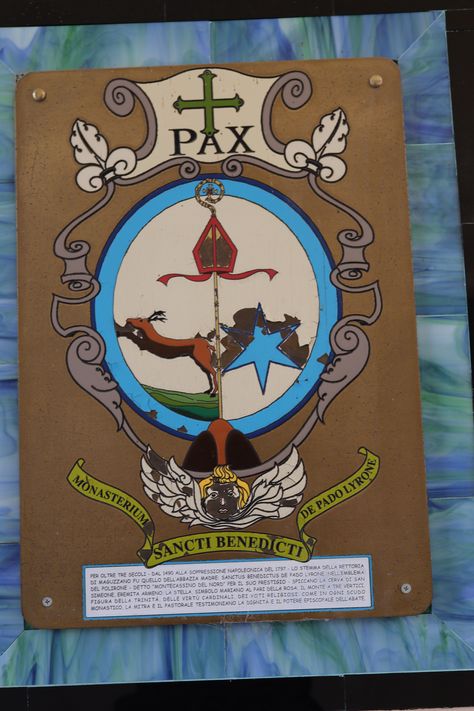 PAX
MONASTERIUM
SANCTI BENEDICTI
DE PADO LYRONE
PER OLTRE TRE SECOLI - DAL 1490 ALLA SOPPRESSIONE NAPOLEONICA DEL 1797 - LO STEMMA DELLA RETTORIA
DI MAGUZZANO FU QUELLO DELL'ABBAZIA MADRE: SANCTUS BENEDICTUS DE PADO LYRONE. NELL'EMBLEMA
DEL POLIRONE - DETTO "MONTECASSINO DEL NORD" PER IL SUO PRESTIGIO - SPICCANO LA CERVA DI SAN
SIMEONE, EREMITA ARMENO; LA STELLA, SIMBOLO MARIANO AL PARI DELLA ROSA; IL MONTE A TRE VERTICI,
FIGURA DELLA TRINITÀ, DELLE VIRTÙ CARDINALI, DEI VOTI RELIGIOSI. COME IN OGNI SCUDO
MONASTICO, LA MITRA E IL PASTORALE TESTIMONIANO LA DIGNITÀ E IL POTERE EPISCOPALE DELL'ABATE.